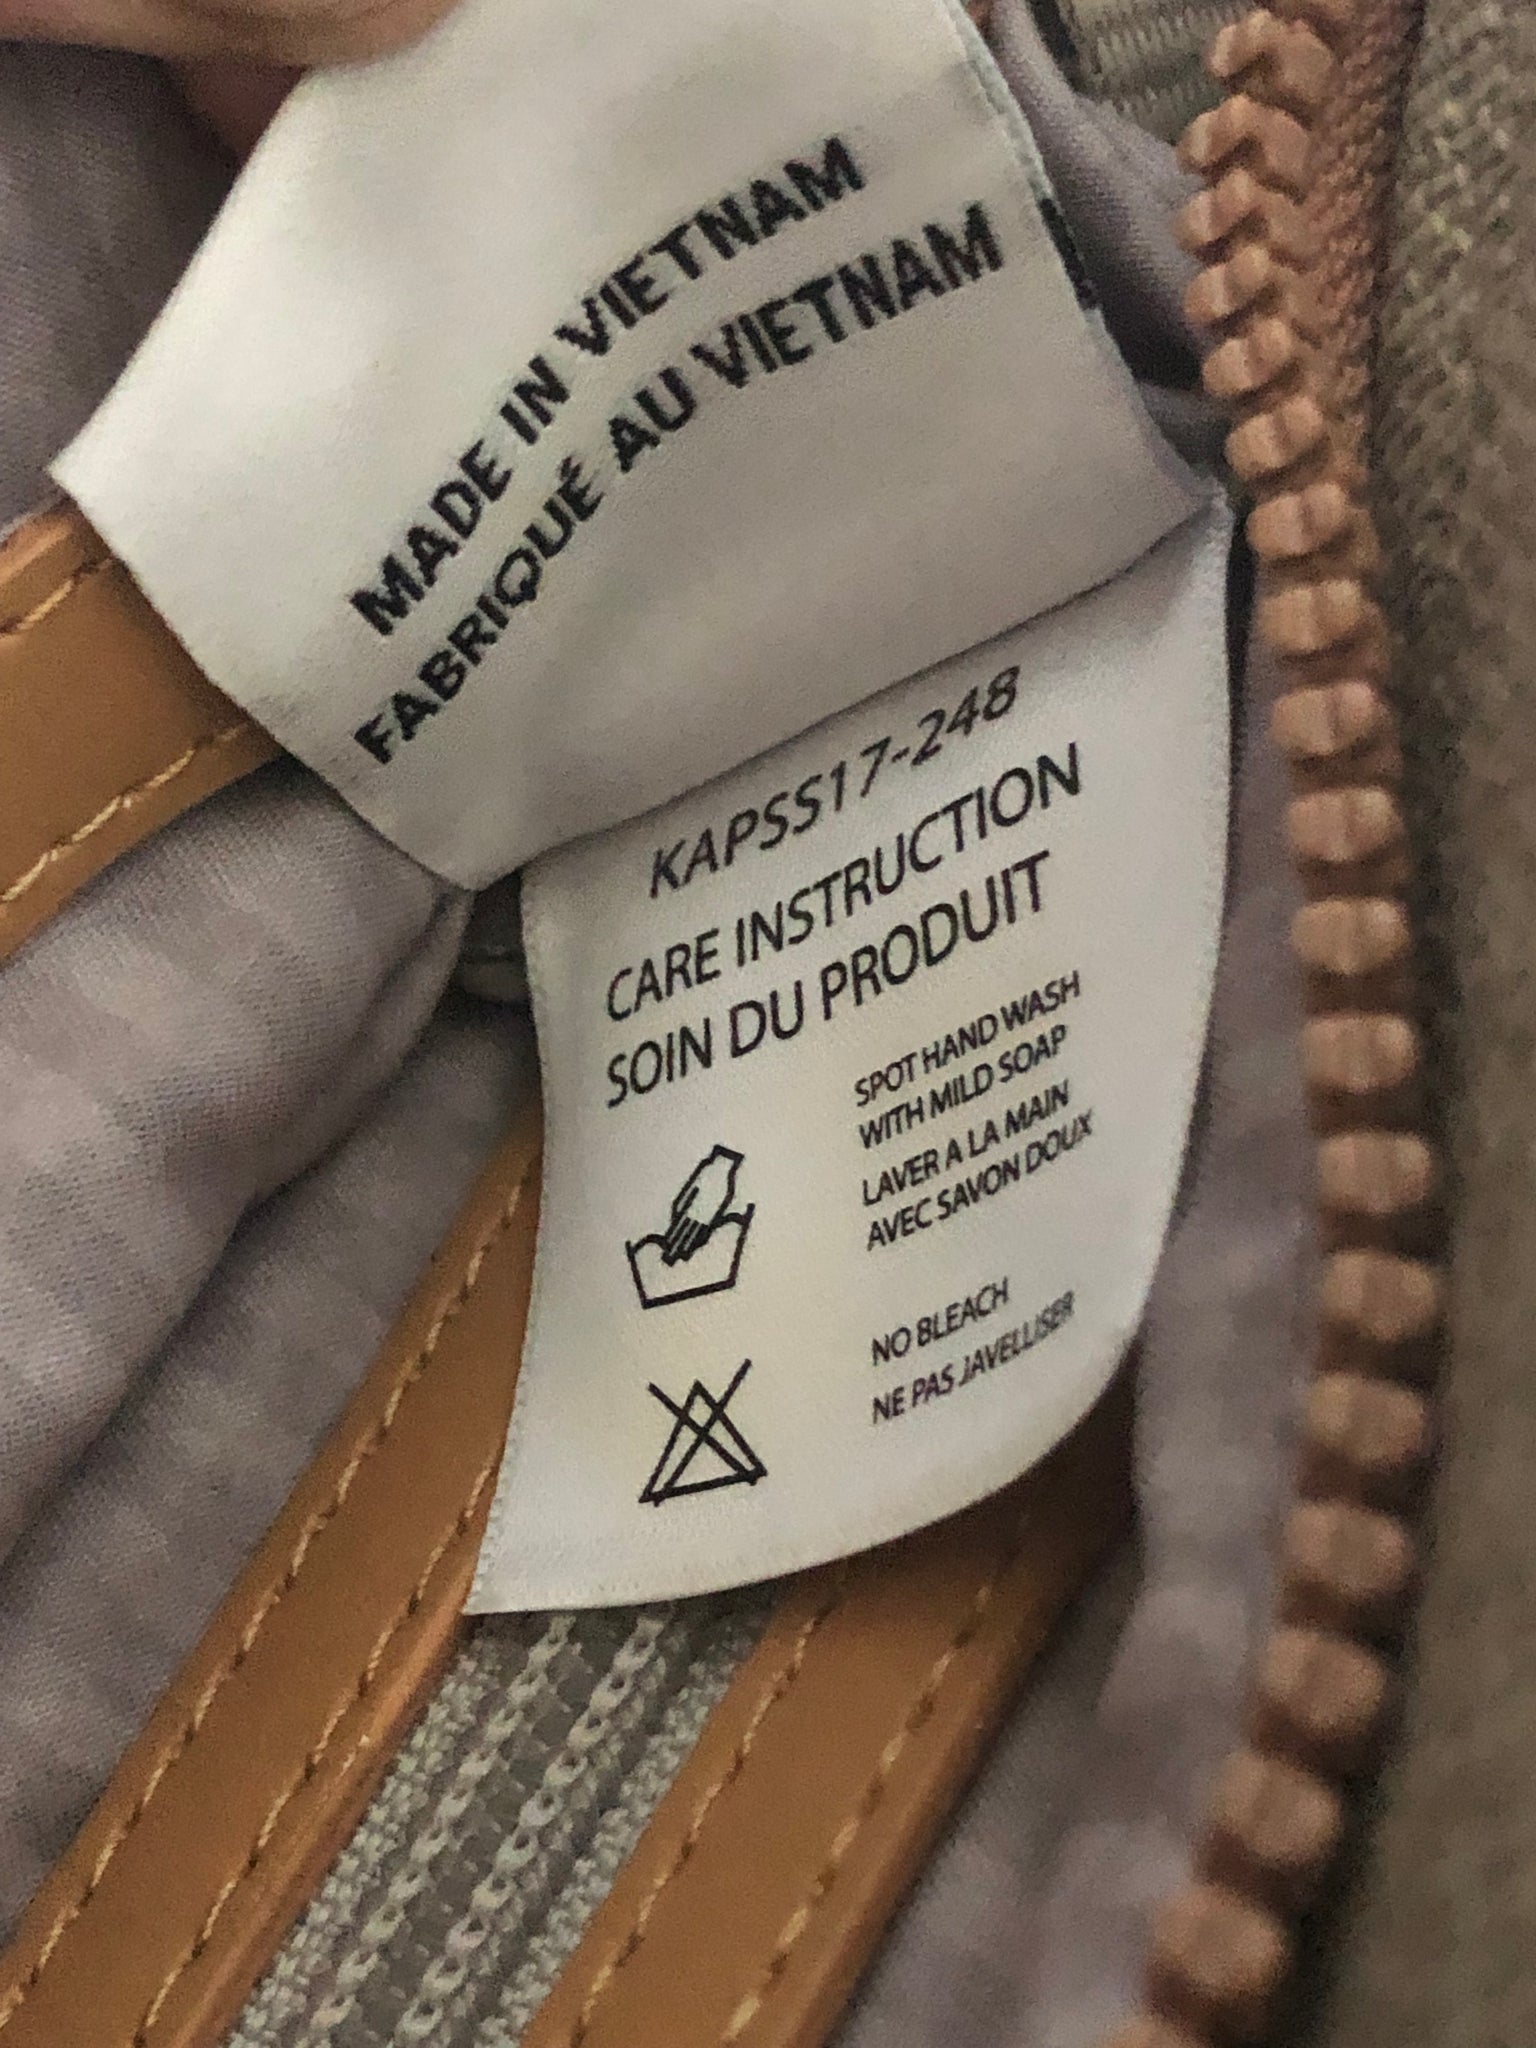 MADE IN VIETNAM
FABRIQUÉ AU VIETNAM
KAPSS17-248
CARE INSTRUCTION
SOIN DU PRODUIT
SPOT HAND WASH
WITH MILD SOAP
LAVER A LA MAIN
AVEC SAVON DOUX
NO BLEACH
NE PAS JAVELLISER